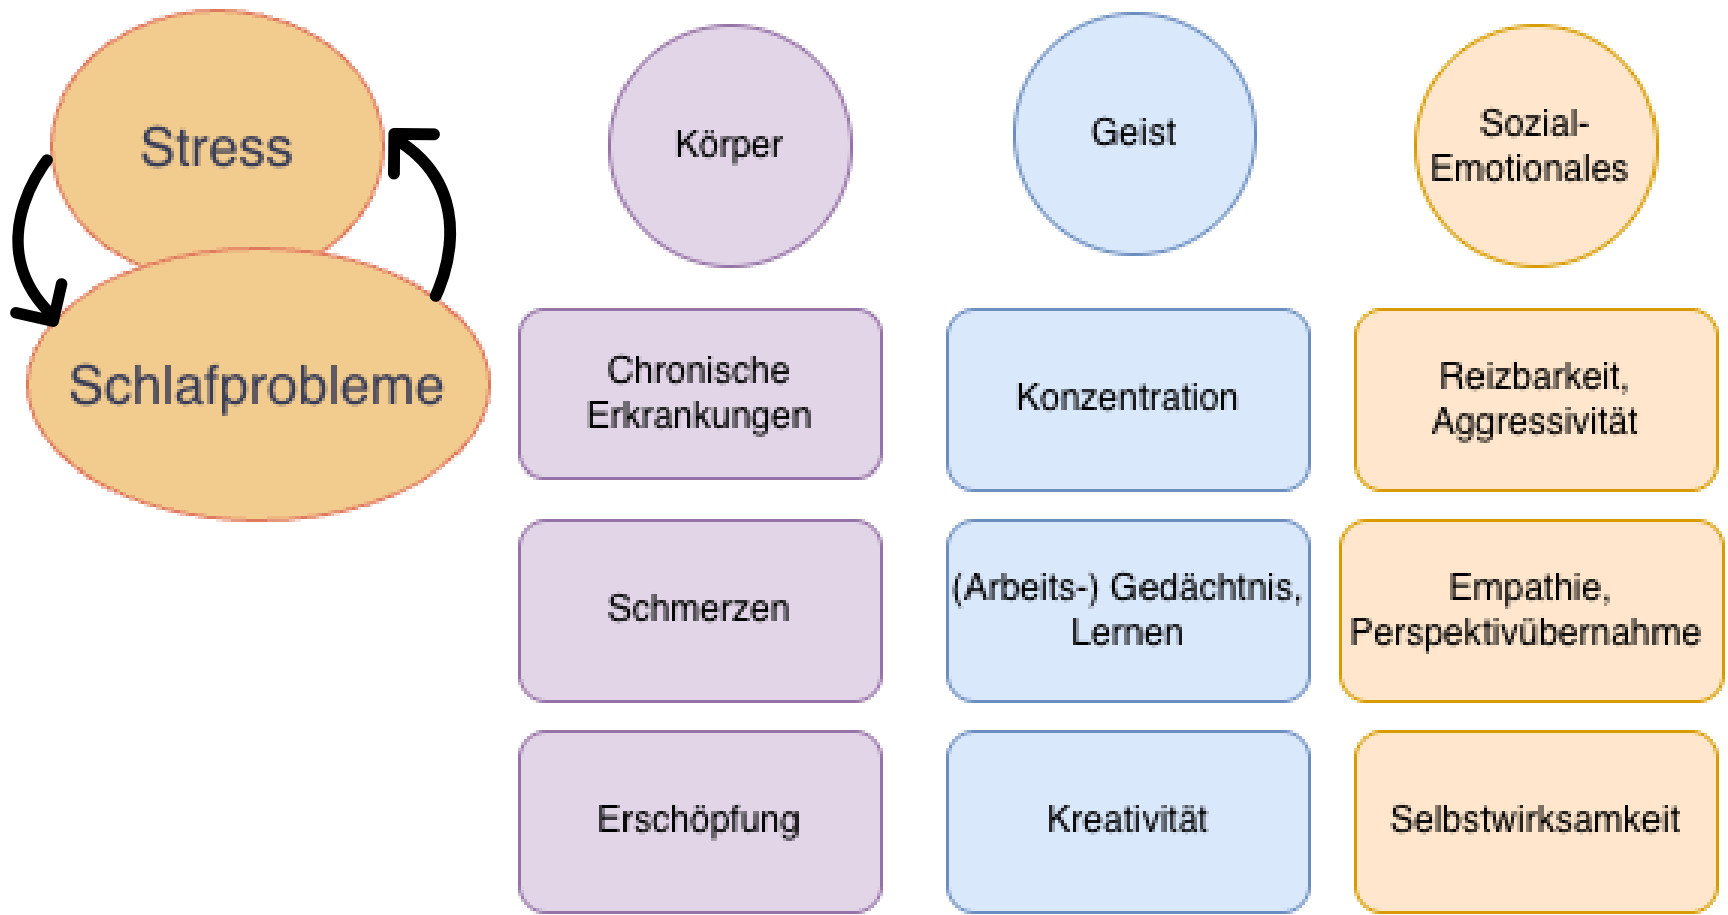 Stress
Schlafprobleme
Körper
Chronische
Erkrankungen
Schmerzen
Erschöpfung
Geist
Konzentration
(Arbeits-) Gedächtnis,
Lernen
Kreativität
Sozial-
Emotionales
Reizbarkeit,
Aggressivität
Empathie,
Perspektivübernahme
Selbstwirksamkeit